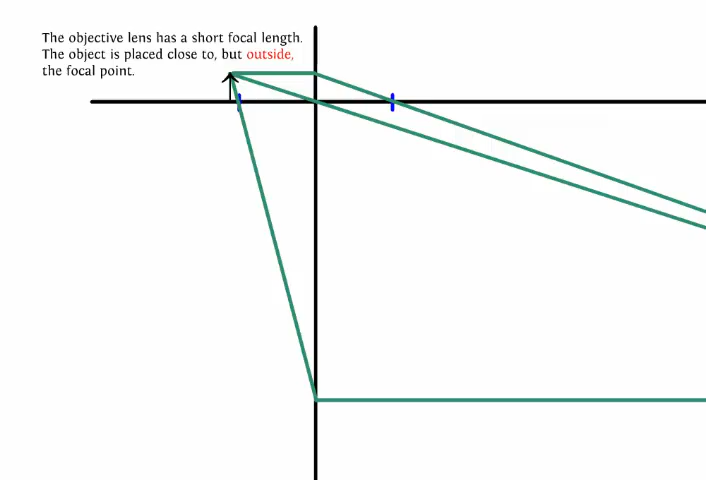 The objective lens has a short focal length.
The object is placed close to, but outside,
the focal point.